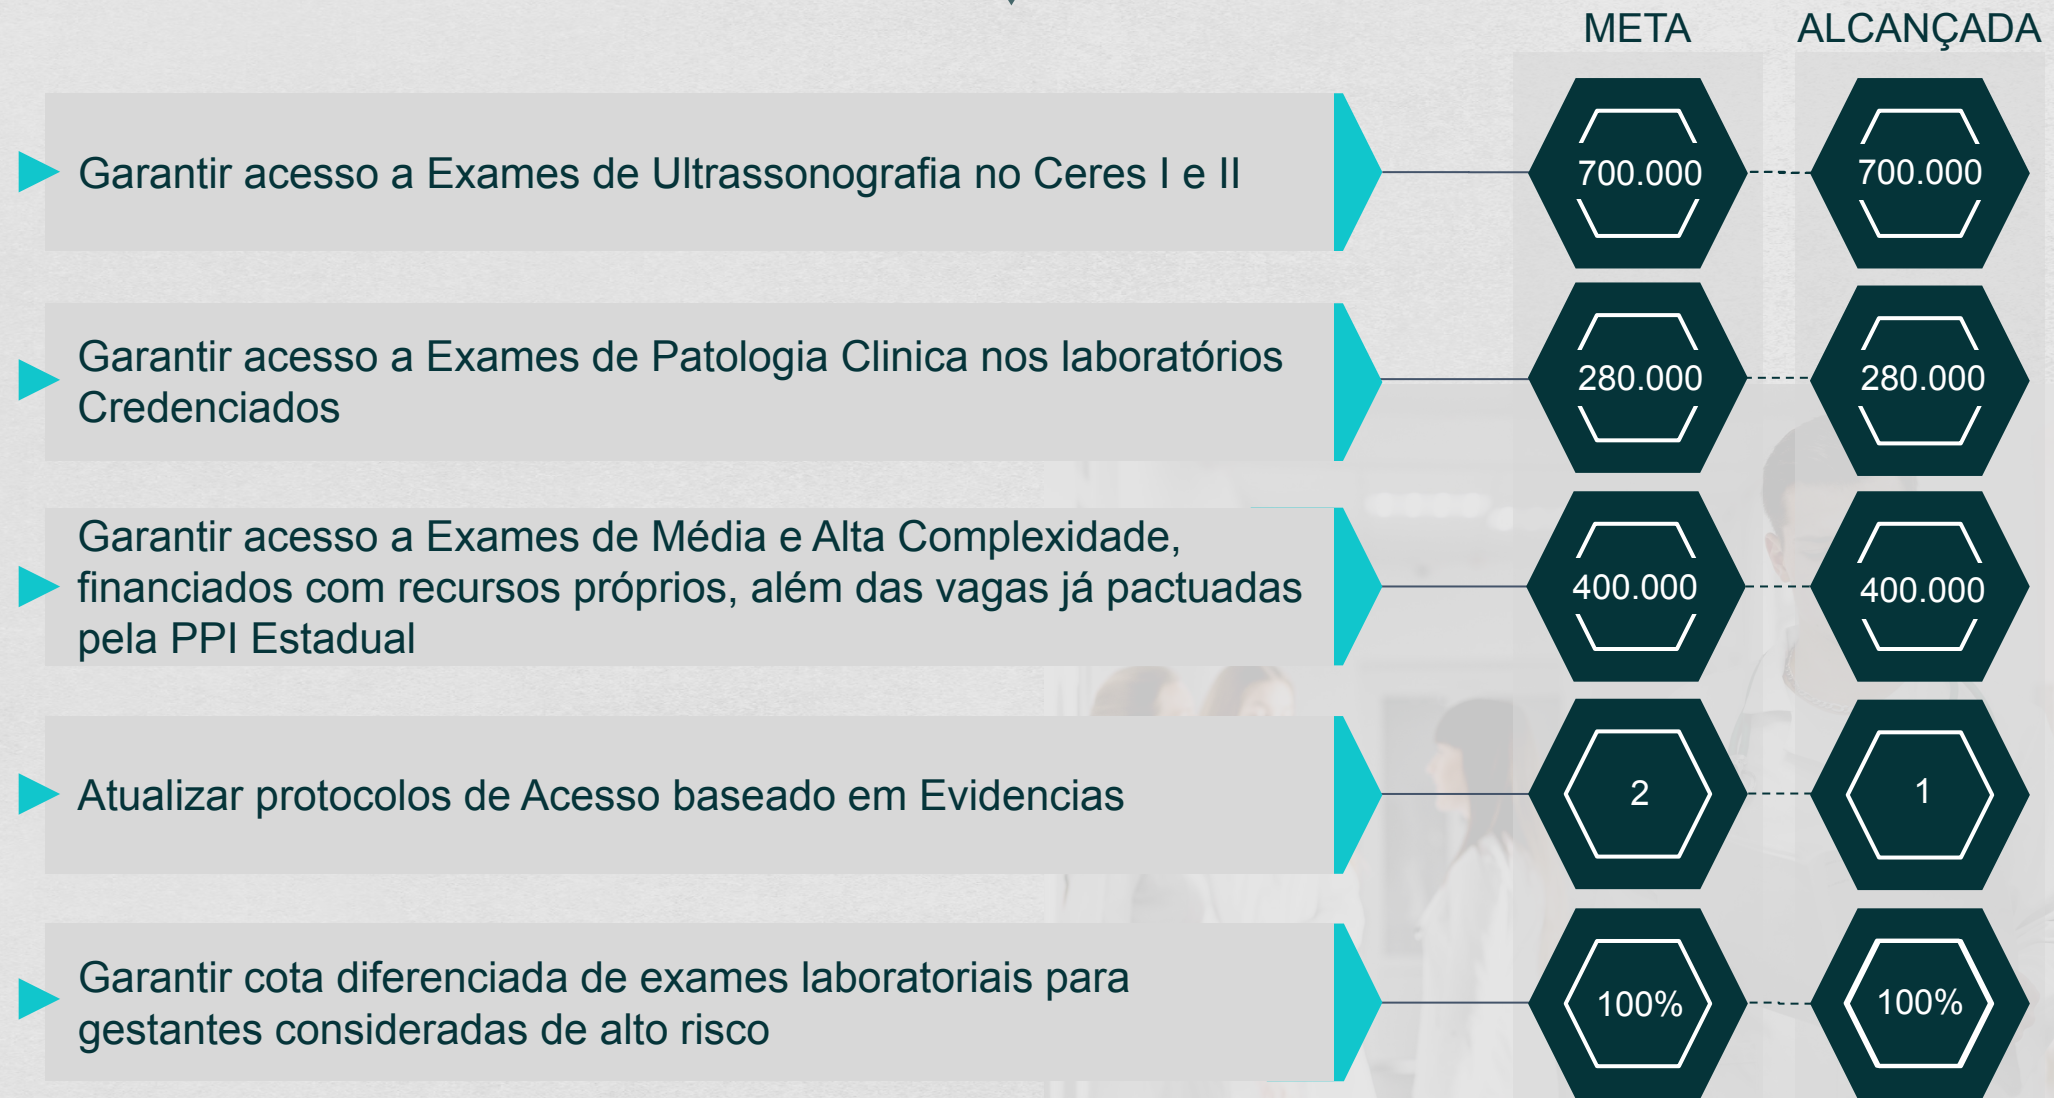 META
ALCANÇADA
Garantir acesso a Exames de Ultrassonografia no Ceres I e II
700.000
700.000
Garantir acesso a Exames de Patologia Clinica nos laboratórios
Credenciados
280.000
280.000
Garantir acesso a Exames de Média e Alta Complexidade,
financiados com recursos próprios, além das vagas já pactuadas
pela PPI Estadual
400.000
400.000
Atualizar protocolos de Acesso baseado em Evidencias
2
1
Garantir cota diferenciada de exames laboratoriais para
gestantes consideradas de alto risco
100%
100%